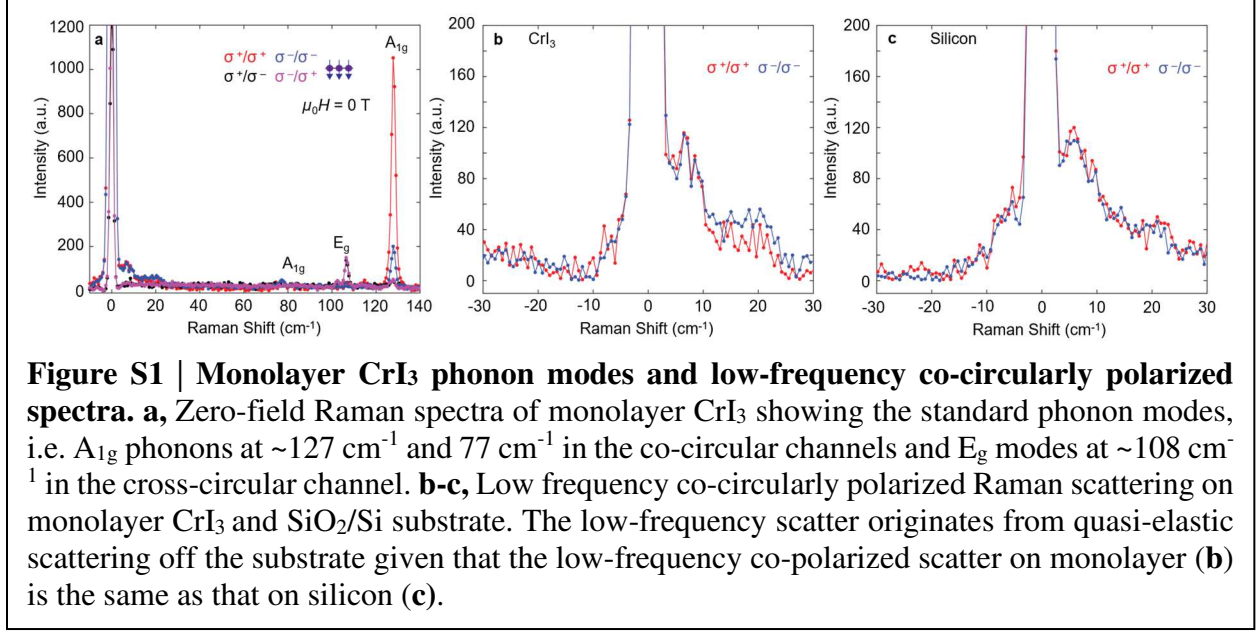 a
A1g
σ⁺/σ⁺ σ⁻/σ⁻
σ⁺/σ⁻ σ⁻/σ⁺
μ0H = 0 T
Eg
A1g
1200
1000
800
600
400
200
0
Intensity (a.u.)
0 20 40 60 80 100 120 140
Raman Shift (cm-1)
b CrI3
σ⁺/σ⁺ σ⁻/σ⁻
200
160
120
80
40
0
Intensity (a.u.)
-30 -20 -10 0 10 20 30
Raman Shift (cm-1)
c Silicon
σ⁺/σ⁺ σ⁻/σ⁻
200
160
120
80
40
0
Intensity (a.u.)
-30 -20 -10 0 10 20 30
Raman Shift (cm-1)
Figure S1 | Monolayer CrI3 phonon modes and low-frequency co-circularly polarized
spectra. a, Zero-field Raman spectra of monolayer CrI3 showing the standard phonon modes,
i.e. A1g phonons at ~127 cm-1 and 77 cm-1 in the co-circular channels and Eg modes at ~108 cm-
1 in the cross-circular channel. b-c, Low frequency co-circularly polarized Raman scattering on
monolayer CrI3 and SiO2/Si substrate. The low-frequency scatter originates from quasi-elastic
scattering off the substrate given that the low-frequency co-polarized scatter on monolayer (b)
is the same as that on silicon (c).